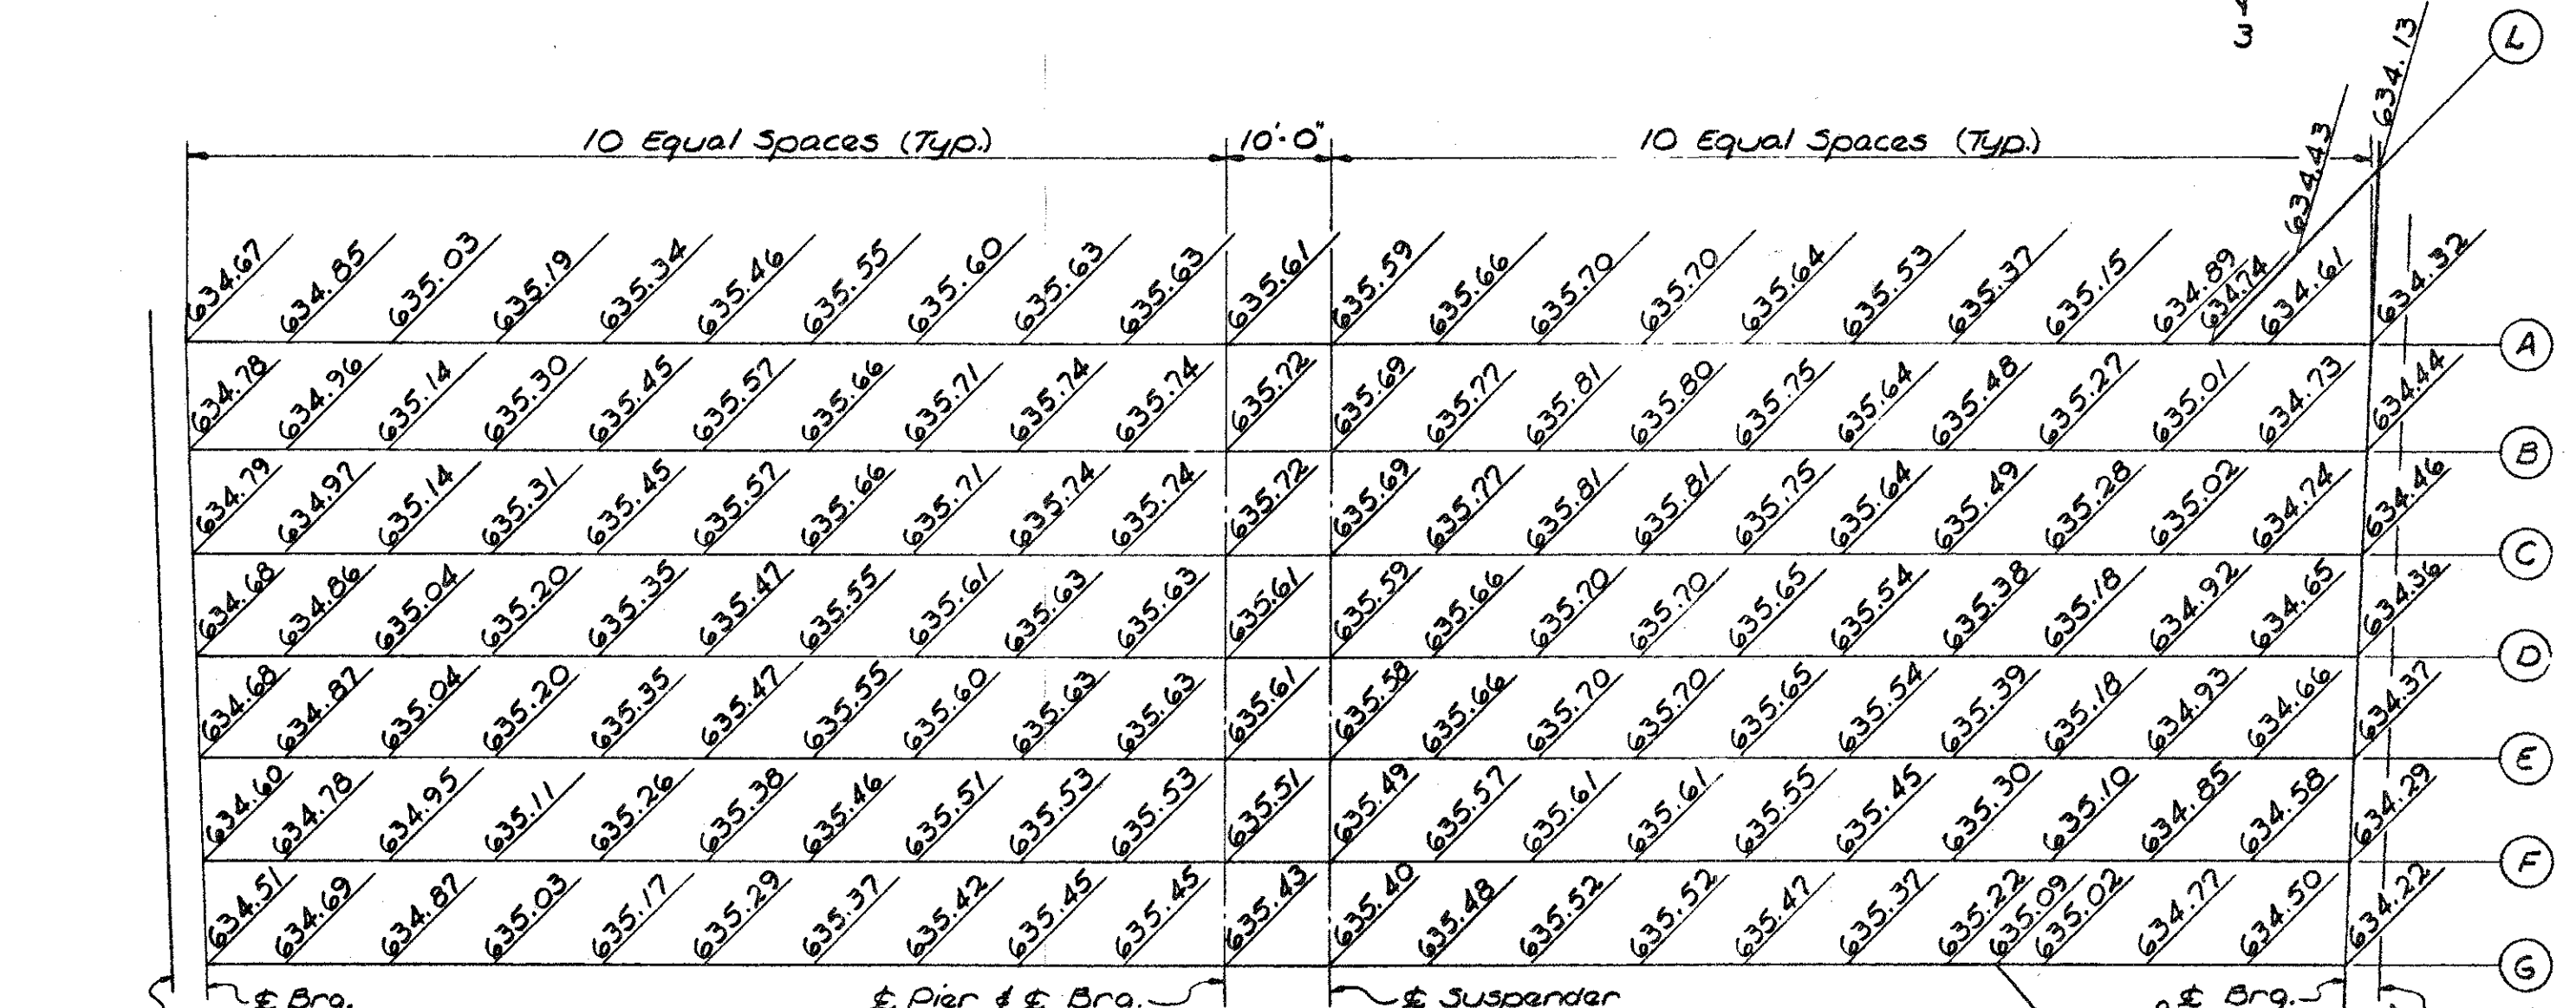 3
L
634.13
634.43
10 Equal Spaces (Typ.) 10'-0" 10 Equal Spaces (Typ.)
634.67 634.85 635.03 635.19 635.34 635.46 635.55 635.60 635.63 635.63 635.61 635.59 635.66 635.70 635.70 635.64 635.53 635.37 635.15 634.89 634.74 634.61 634.32 A
634.78 634.96 635.14 635.30 635.45 635.57 635.66 635.71 635.74 635.74 635.72 635.69 635.77 635.81 635.80 635.75 635.64 635.48 635.27 635.01 634.73 634.44 B
634.79 634.97 635.14 635.31 635.45 635.57 635.66 635.71 635.74 635.74 635.72 635.69 635.77 635.81 635.81 635.75 635.64 635.49 635.28 635.02 634.74 634.46 C
634.68 634.86 635.04 635.20 635.35 635.47 635.55 635.61 635.63 635.63 635.61 635.59 635.66 635.70 635.70 635.65 635.54 635.38 635.18 634.92 634.65 634.36 D
634.68 634.87 635.04 635.20 635.35 635.47 635.55 635.60 635.63 635.63 635.61 635.58 635.66 635.70 635.70 635.65 635.54 635.39 635.18 634.93 634.66 634.37 E
634.60 634.78 634.95 635.11 635.26 635.38 635.46 635.51 635.53 635.53 635.51 635.49 635.57 635.61 635.61 635.55 635.45 635.30 635.10 634.85 634.58 634.29 F
634.51 634.69 634.87 635.03 635.17 635.29 635.37 635.42 635.45 635.45 635.43 635.40 635.48 635.52 635.52 635.47 635.37 635.22 635.09 635.02 634.77 634.50 634.22 G
℄ Brg. ℄ Pier & ℄ Brg. ℄ Suspender ℄ Brg.